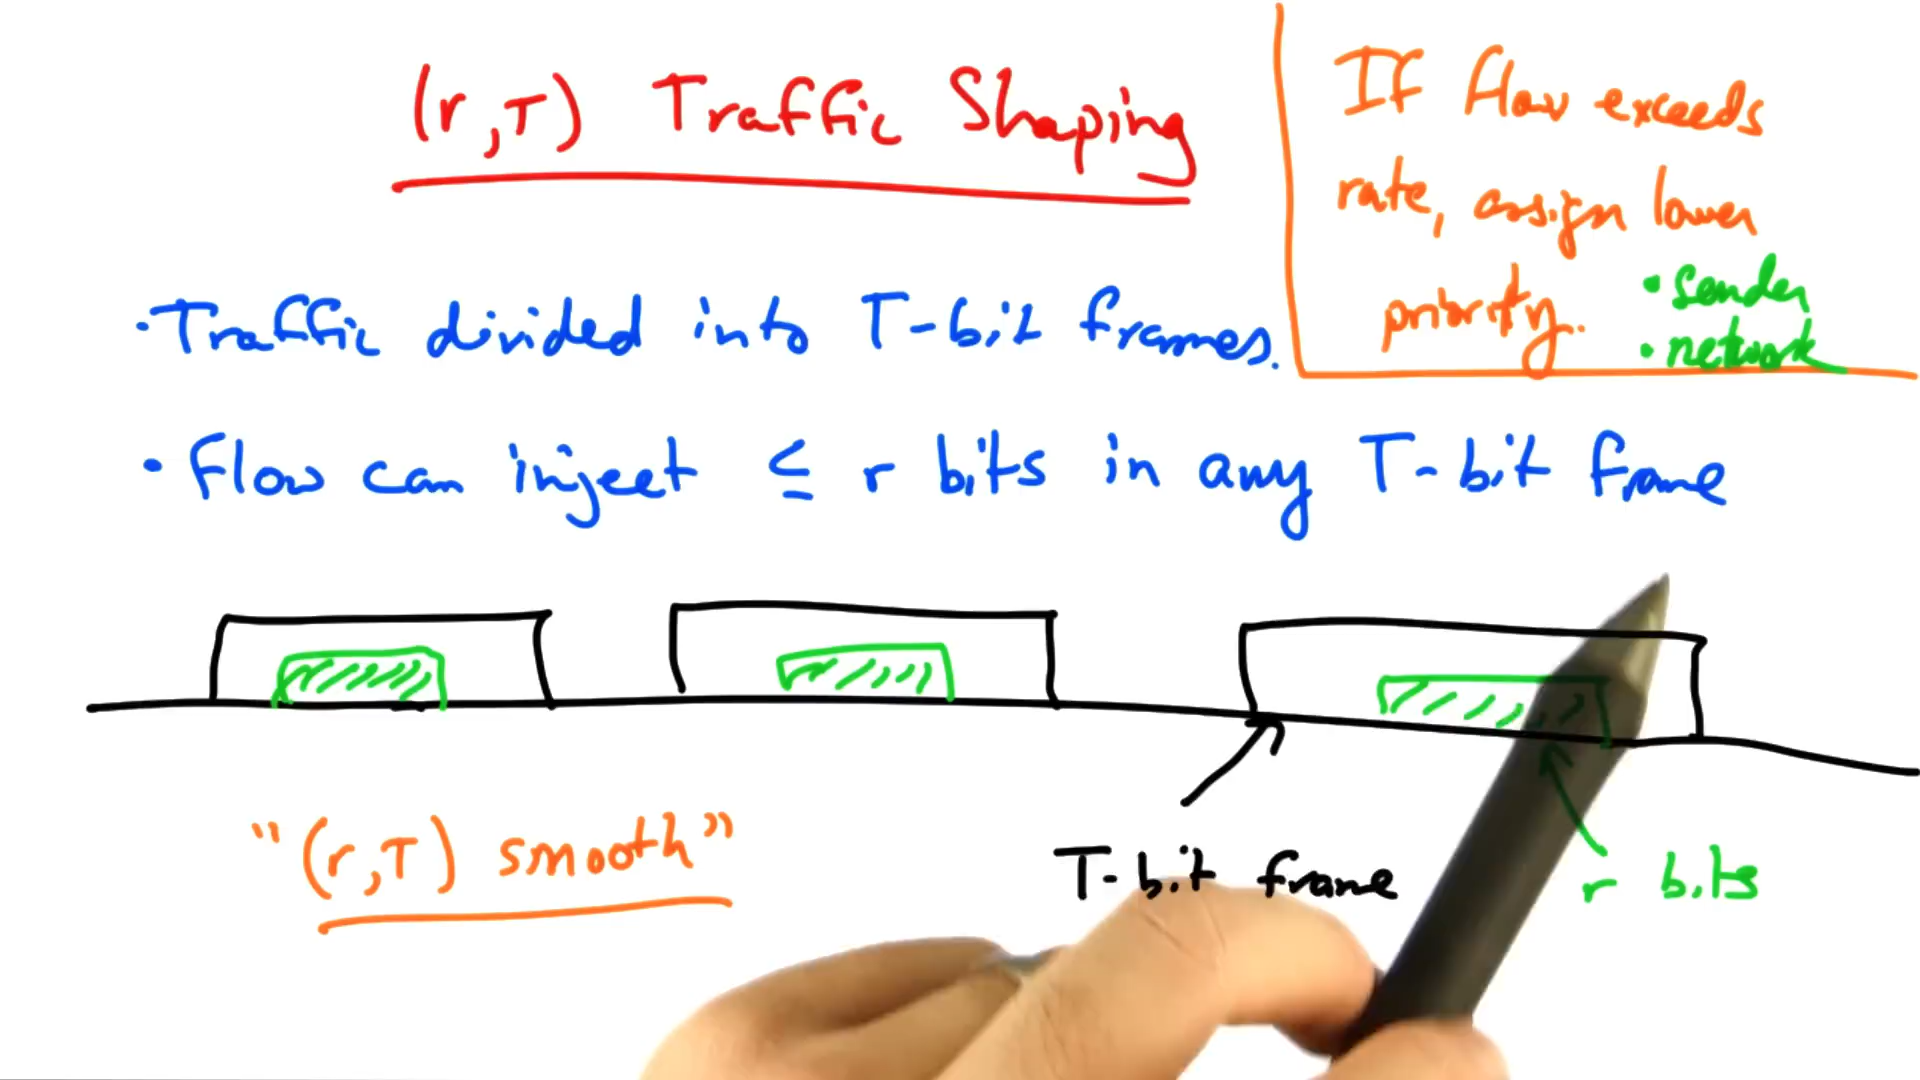 (r,T) Traffic Shaping
If flow exceeds
rate, assign lower
priority.
• sender
• network
• Traffic divided into T-bit frames.
• Flow can inject ≤ r bits in any T-bit frame
"(r,T) smooth"
T-bit frame
r bits